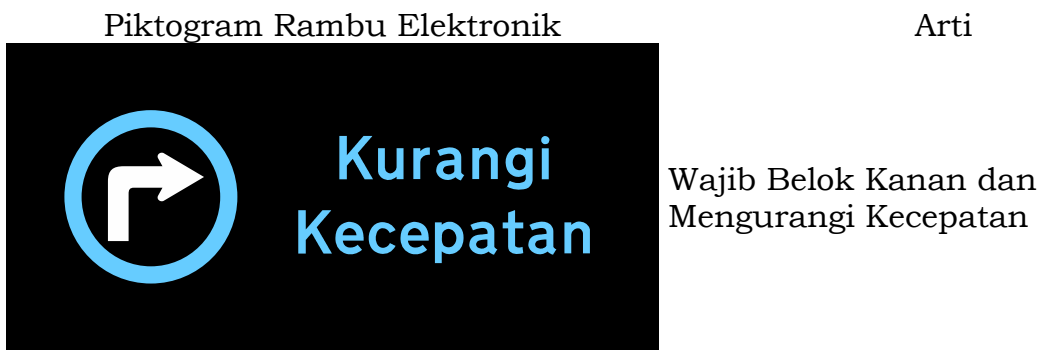 Piktogram Rambu Elektronik
Arti
Kurangi
Kecepatan
Wajib Belok Kanan dan
Mengurangi Kecepatan